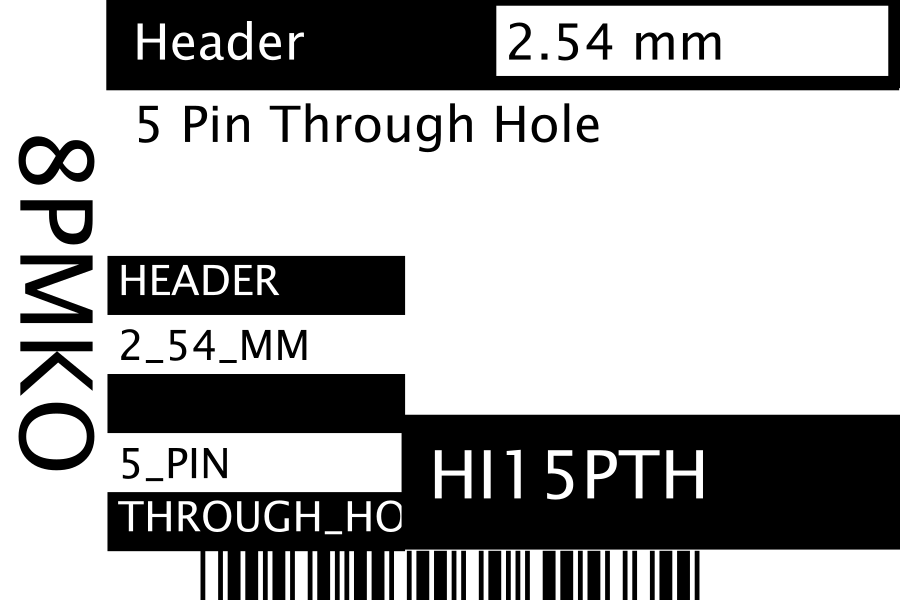 Header 2.54 mm
5 Pin Through Hole
8PMKO
HEADER
2_54_MM
5_PIN
THROUGH_HO
HI15PTH